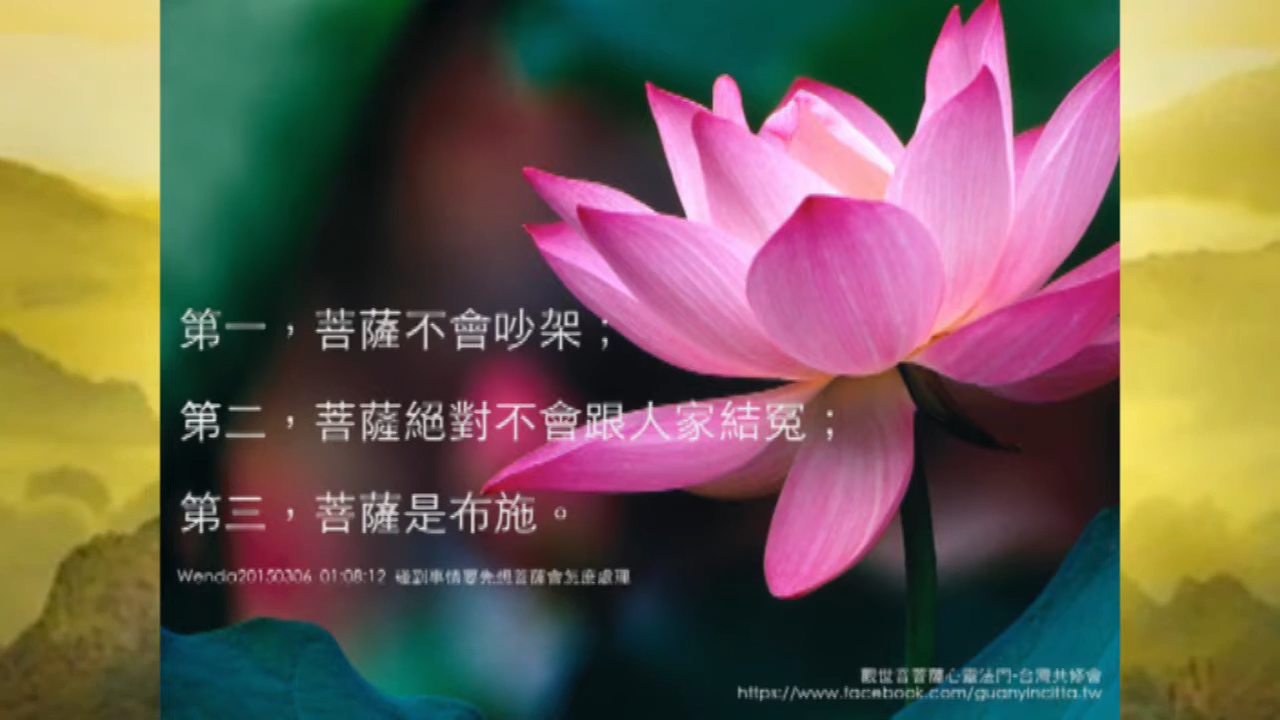 第一，菩薩不會吵架；
第二，菩薩絕對不會跟人家結冤；
第三，菩薩是布施。
Wenda20150306 01:08:12 碰到事情要先想菩薩會怎麼處理
觀世音菩薩心靈法門-台灣共修會
https://www.facebook.com/guanyincitta.tw